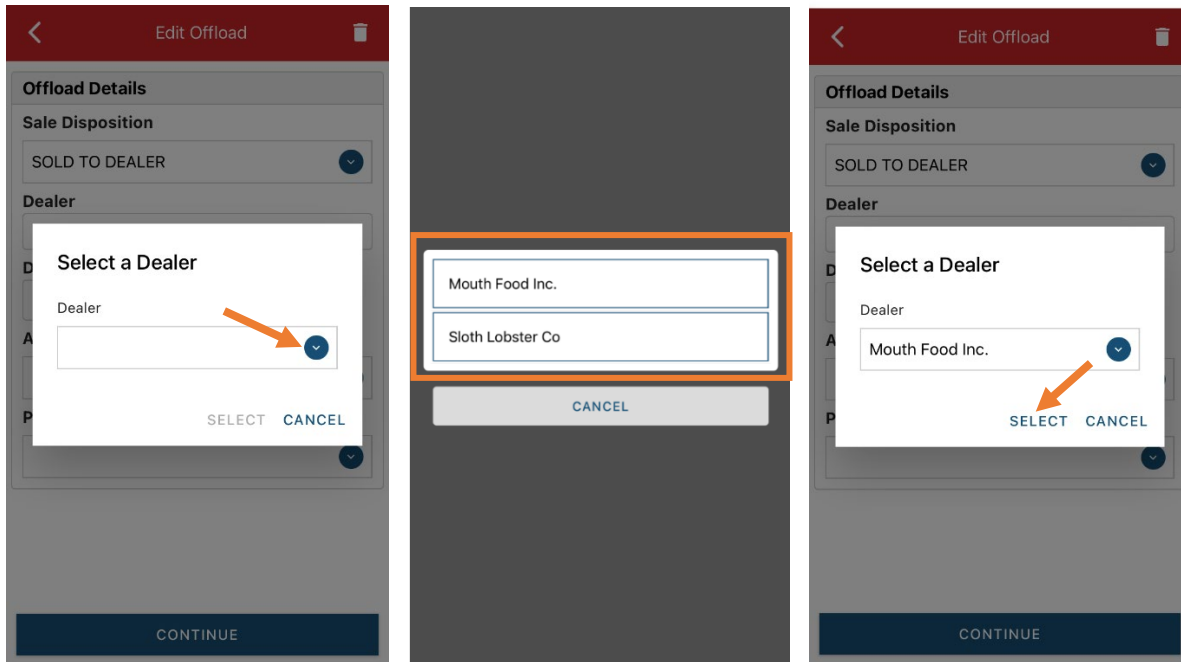 Edit Offload
Offload Details
Sale Disposition
SOLD TO DEALER
Dealer
D
Select a Dealer
Dealer
A
SELECT CANCEL
P
CONTINUE
Mouth Food Inc.
Sloth Lobster Co
CANCEL
Edit Offload
Offload Details
Sale Disposition
SOLD TO DEALER
Dealer
D
Select a Dealer
Dealer
A
Mouth Food Inc.
SELECT CANCEL
P
CONTINUE